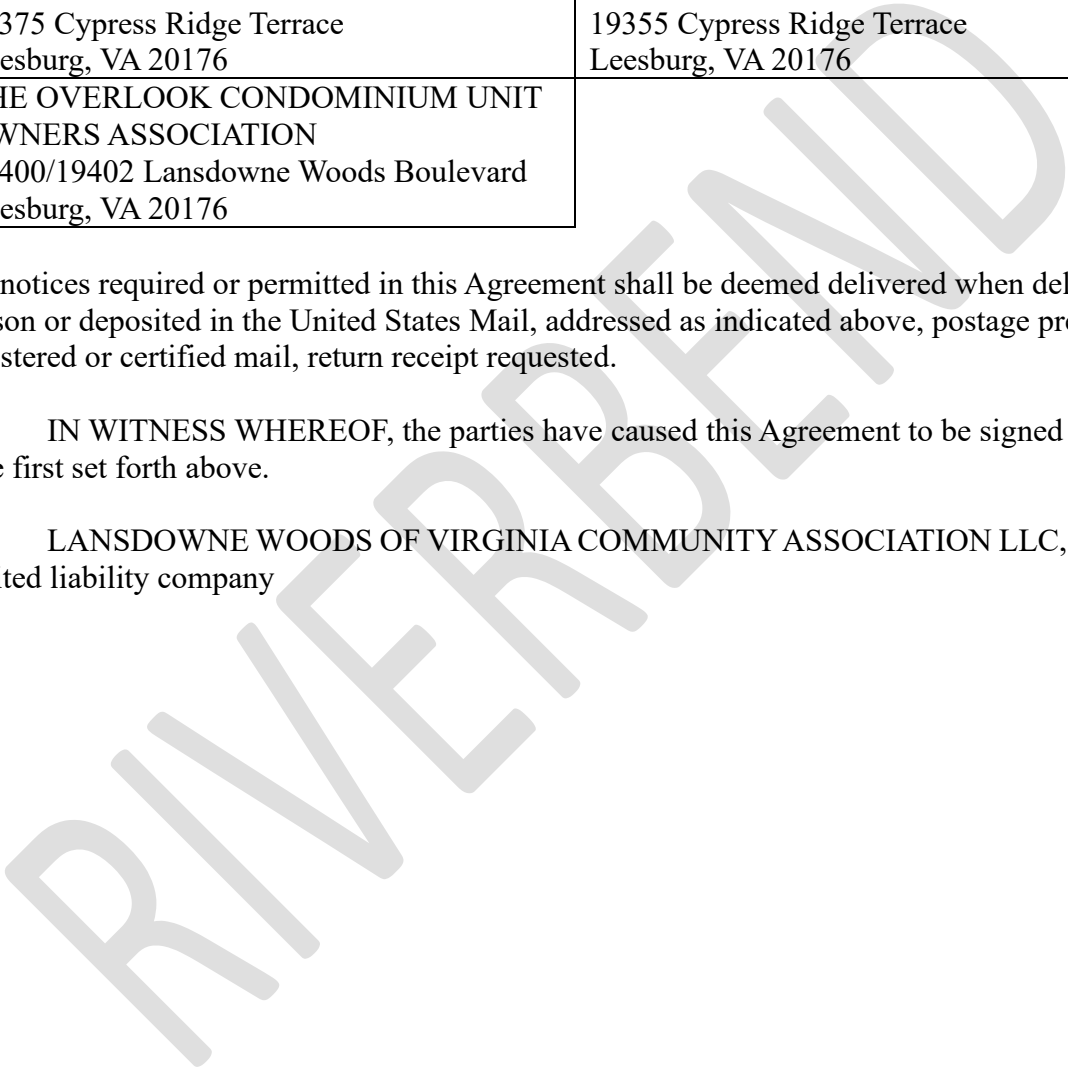 375 Cypress Ridge Terrace
esburg, VA 20176
19355 Cypress Ridge Terrace
Leesburg, VA 20176
HE OVERLOOK CONDOMINIUM UNIT
WNERS ASSOCIATION
400/19402 Lansdowne Woods Boulevard
esburg, VA 20176
notices required or permitted in this Agreement shall be deemed delivered when del
son or deposited in the United States Mail, addressed as indicated above, postage pre
stered or certified mail, return receipt requested.
IN WITNESS WHEREOF, the parties have caused this Agreement to be signed
e first set forth above.
LANSDOWNE WOODS OF VIRGINIA COMMUNITY ASSOCIATION LLC,
ited liability company
RIVERBEND